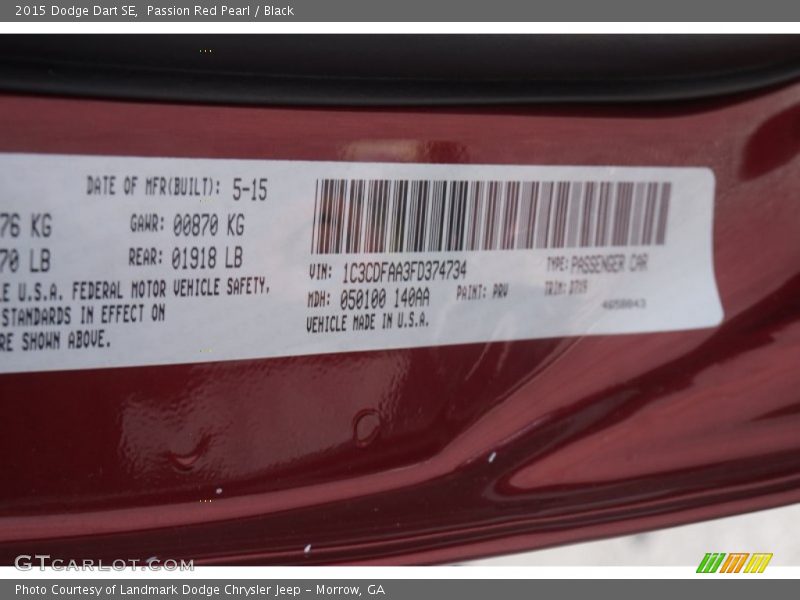 2015 Dodge Dart SE,  Passion Red Pearl / Black
DATE OF MFR(BUILT): 5-15
76 KG GAWR: 00870 KG
70 LB REAR: 01918 LB
LE U.S.A. FEDERAL MOTOR VEHICLE SAFETY,
STANDARDS IN EFFECT ON
RE SHOWN ABOVE.
VIN: 1C3CDFAA3FD374734 TYPE: PASSENGER CAR
MDH: 050100 140AA PAINT: PRV TRIM:
VEHICLE MADE IN U.S.A.
GTCARLOT.COM
Photo Courtesy of Landmark Dodge Chrysler Jeep - Morrow, GA